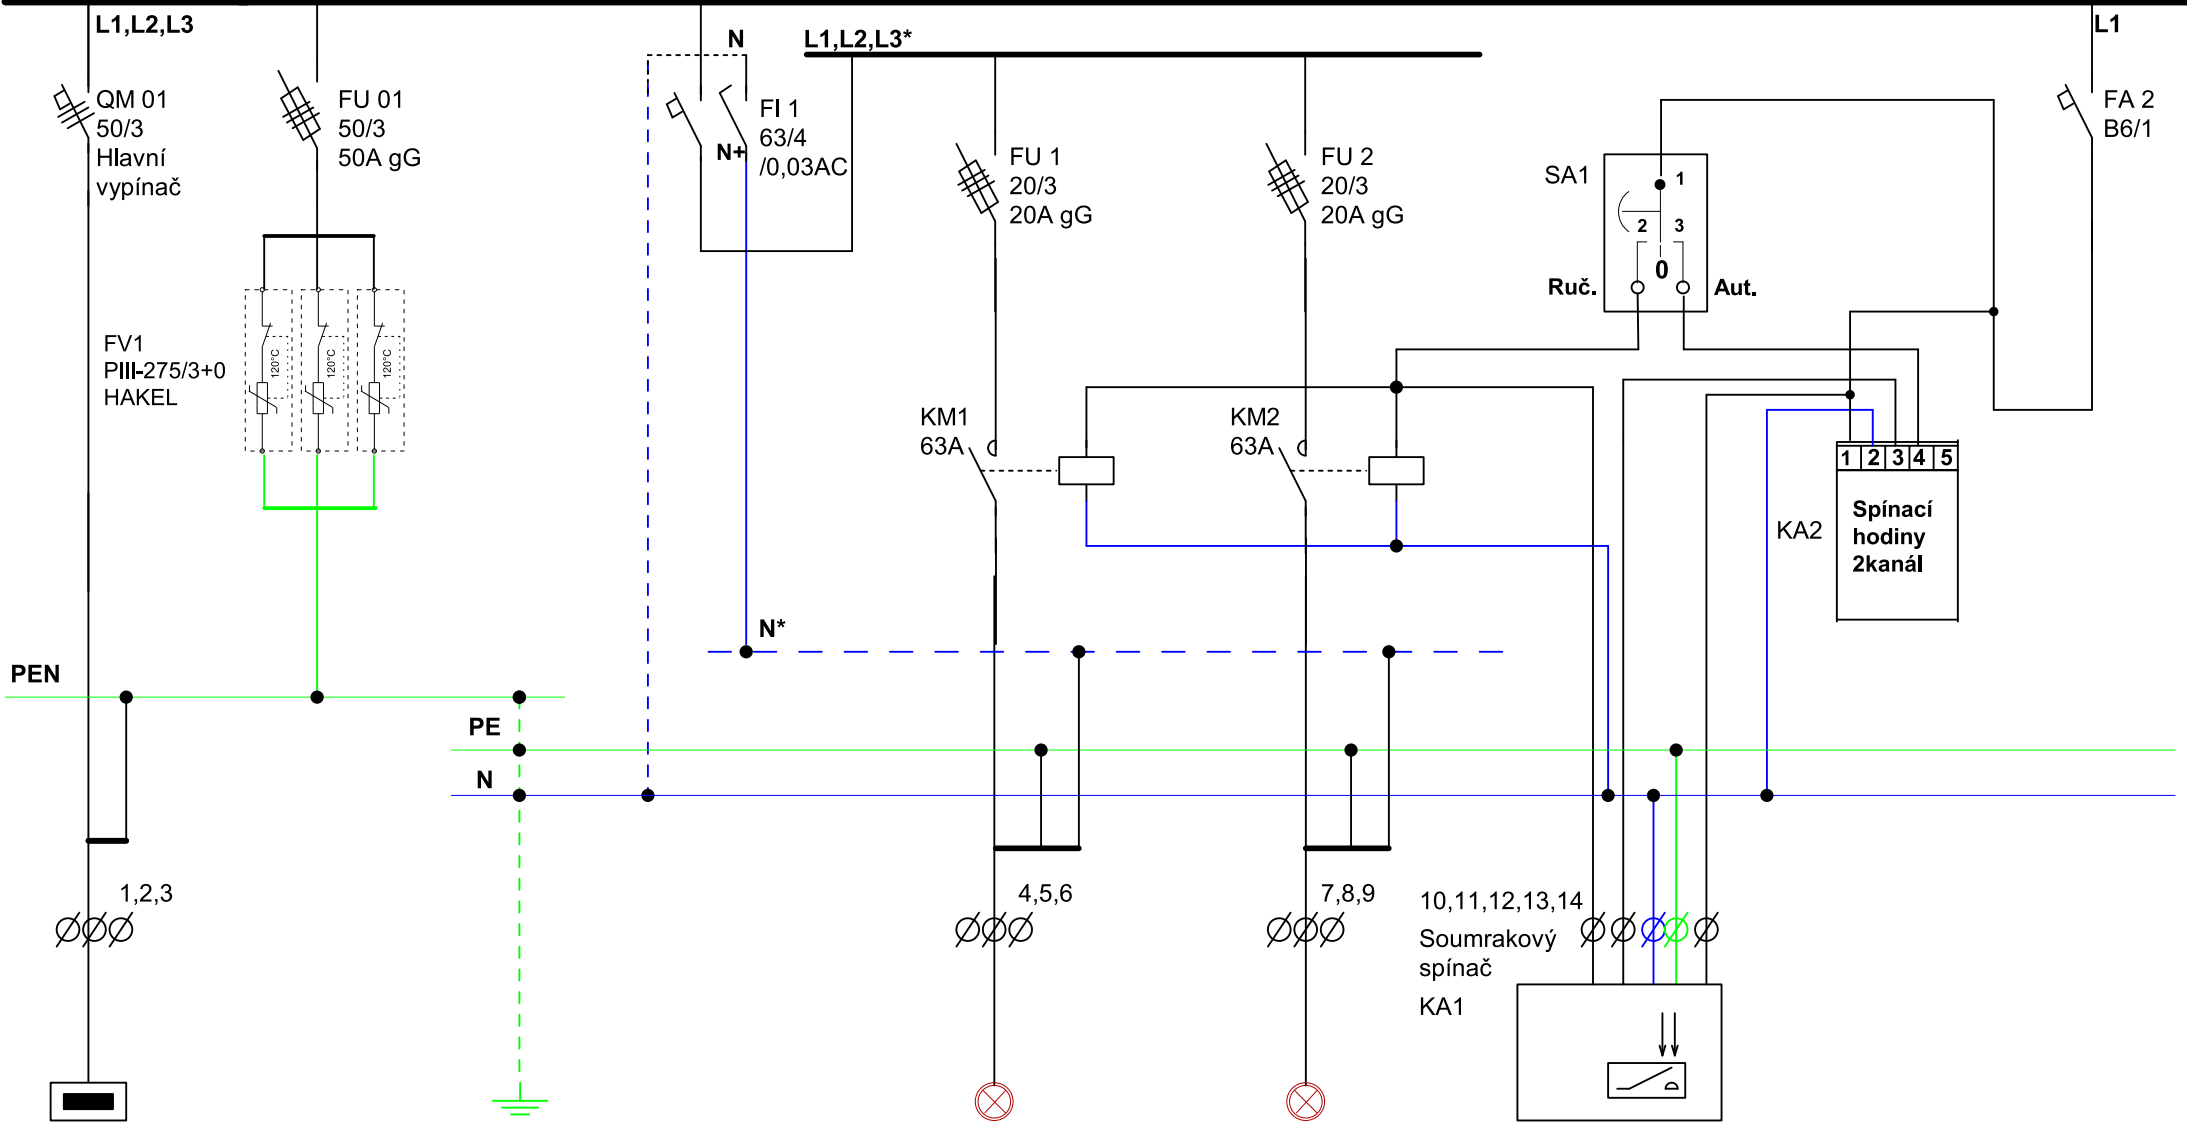 L1,L2,L3
QM 01
50/3
Hlavní
vypínač
FU 01
50/3
50A gG
FV1
PIII-275/3+0
HAKEL
120°C
120°C
120°C
N
L1,L2,L3*
FI 1
63/4
/0,03AC
N+
FU 1
20/3
20A gG
FU 2
20/3
20A gG
SA1
1
2 3
0
Ruč.
Aut.
L1
FA 2
B6/1
KM1
63A
KM2
63A
1 2 3 4 5
KA2
Spínací
hodiny
2kanál
N*
PEN
PE
N
1,2,3
4,5,6
7,8,9
10,11,12,13,14
Soumrakový
spínač
KA1